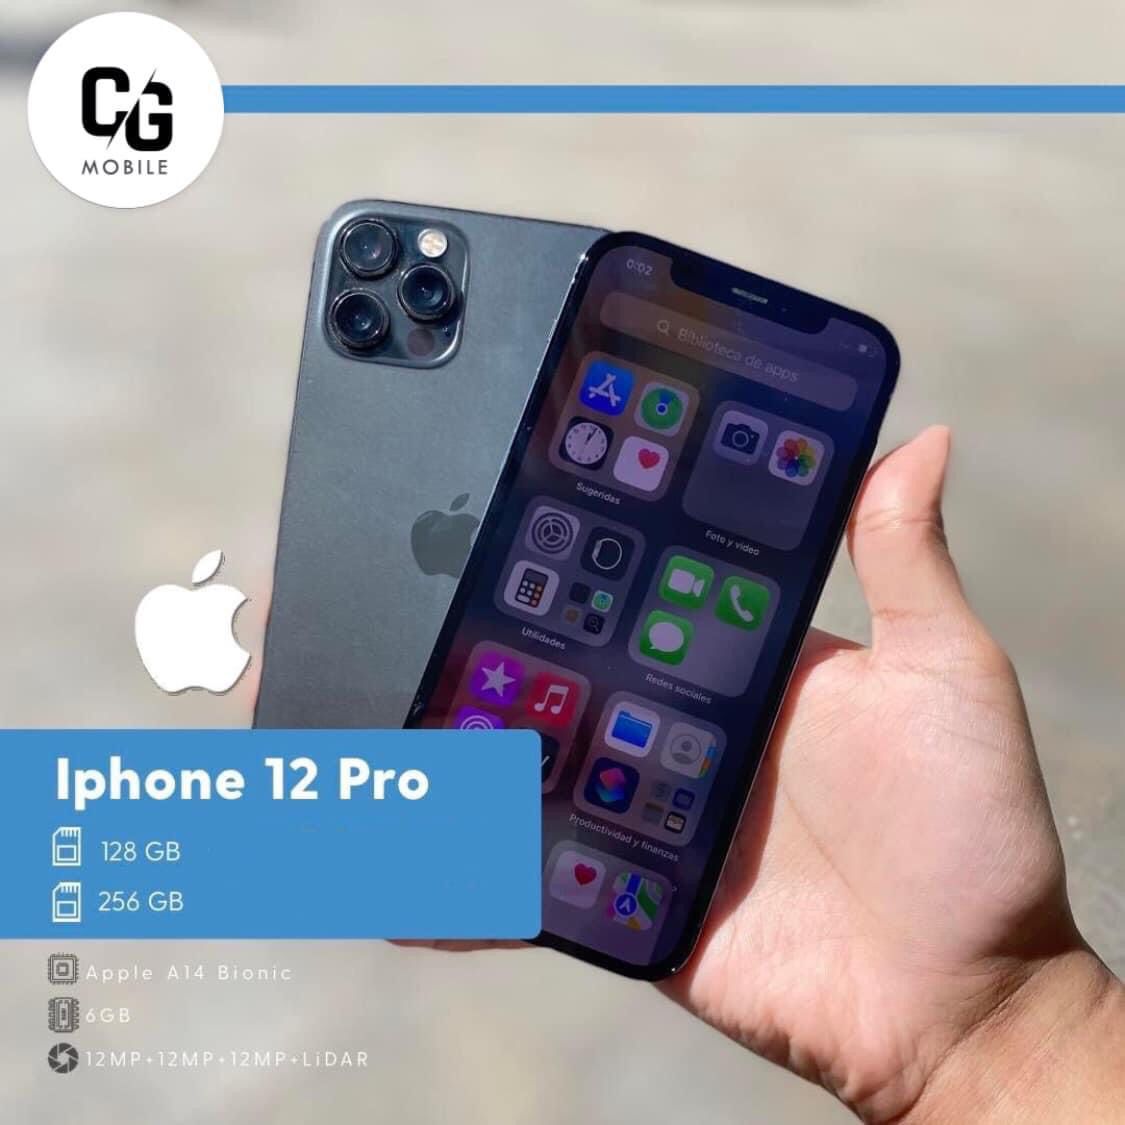 CG
MOBILE
0:02
Biblioteca de apps
Sugeridas
Foto y video
Utilidades
Redes sociales
Productividad y finanzas
Iphone 12 Pro
128 GB
256 GB
Apple A14 Bionic
6GB
12MP+12MP+12MP+LiDAR